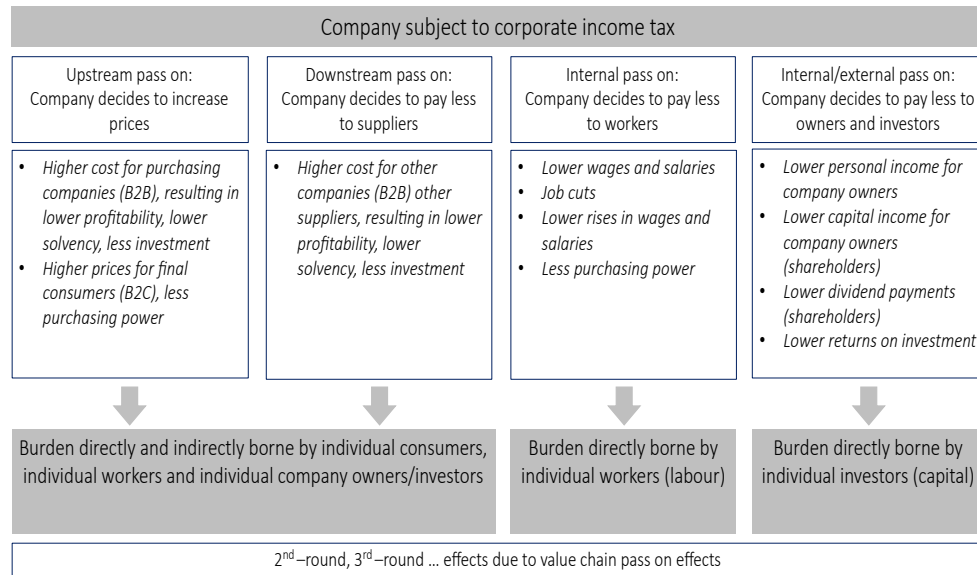 Company subject to corporate income tax
Upstream pass on:
Company decides to increase
prices
Downstream pass on:
Company decides to pay less
to suppliers
Internal pass on:
Company decides to pay less
to workers
Internal/external pass on:
Company decides to pay less to
owners and investors
• Higher cost for purchasing
companies (B2B), resulting in
lower profitability, lower
solvency, less investment
• Higher prices for final
consumers (B2C), less
purchasing power
• Higher cost for other
companies (B2B) other
suppliers, resulting in lower
profitability, lower
solvency, less investment
• Lower wages and salaries
• Job cuts
• Lower rises in wages and
salaries
• Less purchasing power
• Lower personal income for
company owners
• Lower capital income for
company owners
(shareholders)
• Lower dividend payments
(shareholders)
• Lower returns on investment
Burden directly and indirectly borne by individual consumers,
individual workers and individual company owners/investors
Burden directly borne by
individual workers (labour)
Burden directly borne by
individual investors (capital)
2nd–round, 3rd–round ... effects due to value chain pass on effects